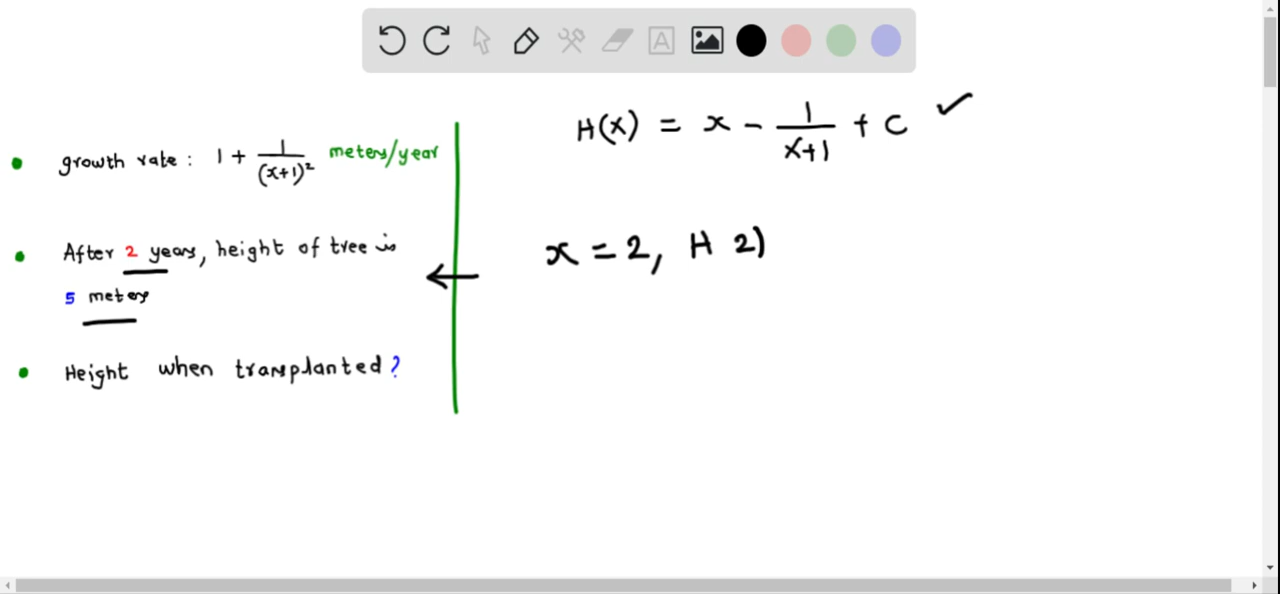 growth rate: 1 + 1/(x+1)² meters/year
After 2 years, height of tree is
5 meters
Height when transplanted?
H(x) = x - 1/(x+1) + C ✓
x = 2, H 2)